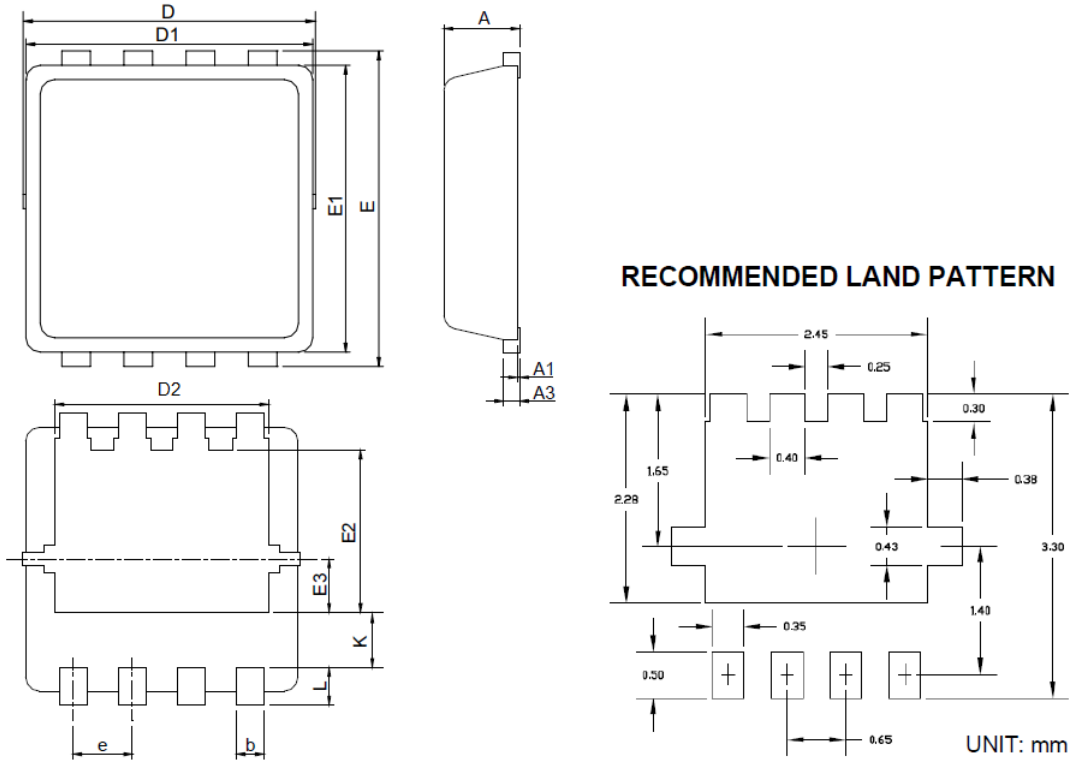 D
D1
A
E1
E
A1
A3
D2
E2
E3
K
L
e
b
RECOMMENDED LAND PATTERN
2.45
0.25
0.30
0.40
1.65
0.38
2.28
0.43
3.30
1.40
0.35
0.50
0.65
UNIT: mm